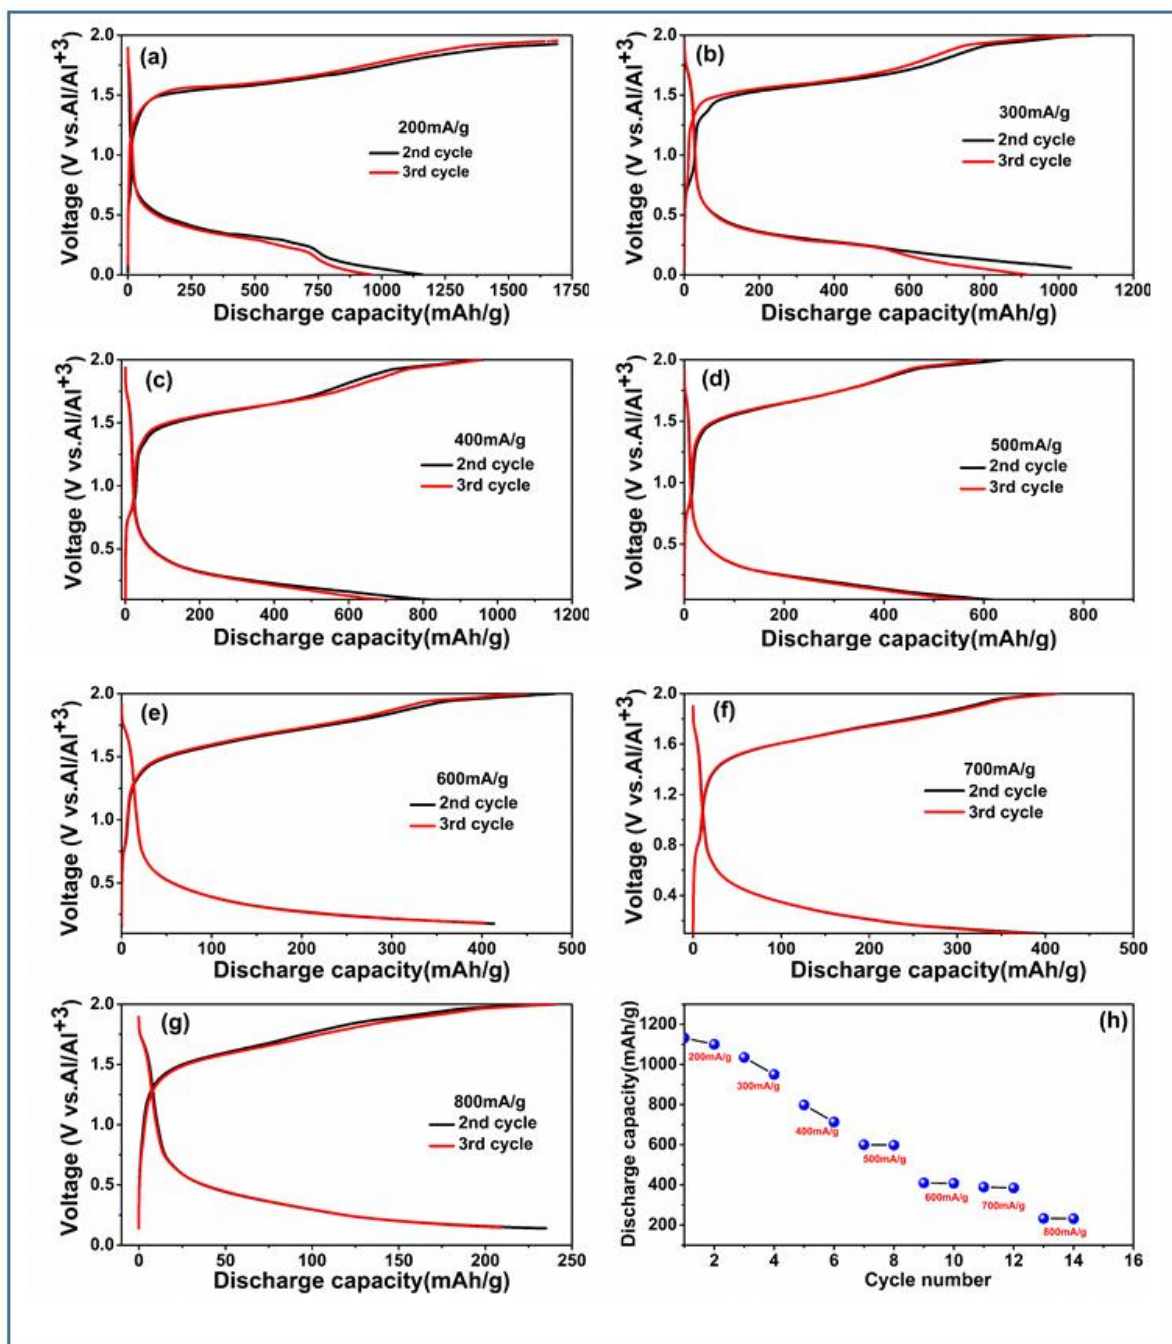 (a)
2.0
1.5
1.0
0.5
0.0
Voltage (V vs.Al/Al+3)
200mA/g
2nd cycle
3rd cycle
0 250 500 750 1000 1250 1500 1750
Discharge capacity(mAh/g)
(b)
2.0
1.5
1.0
0.5
0.0
Voltage (V vs.Al/Al+3)
300mA/g
2nd cycle
3rd cycle
0 200 400 600 800 1000 1200
Discharge capacity(mAh/g)
(c)
2.0
1.5
1.0
0.5
Voltage (V vs.Al/Al+3)
400mA/g
2nd cycle
3rd cycle
0 200 400 600 800 1000 1200
Discharge capacity(mAh/g)
(d)
2.0
1.5
1.0
0.5
Voltage (V vs.Al/Al+3)
500mA/g
2nd cycle
3rd cycle
0 200 400 600 800
Discharge capacity(mAh/g)
(e)
2.0
1.5
1.0
0.5
Voltage (V vs.Al/Al+3)
600mA/g
2nd cycle
3rd cycle
0 100 200 300 400 500
Discharge capacity(mAh/g)
(f)
2.0
1.6
1.2
0.8
0.4
Voltage (V vs.Al/Al+3)
700mA/g
2nd cycle
3rd cycle
0 100 200 300 400 500
Discharge capacity(mAh/g)
(g)
2.0
1.5
1.0
0.5
0.0
Voltage (V vs.Al/Al+3)
800mA/g
2nd cycle
3rd cycle
0 50 100 150 200 250
Discharge capacity(mAh/g)
(h)
1200
1000
800
600
400
200
Discharge capacity(mAh/g)
200mA/g
300mA/g
400mA/g
500mA/g
600mA/g
700mA/g
800mA/g
2 4 6 8 10 12 14 16
Cycle number